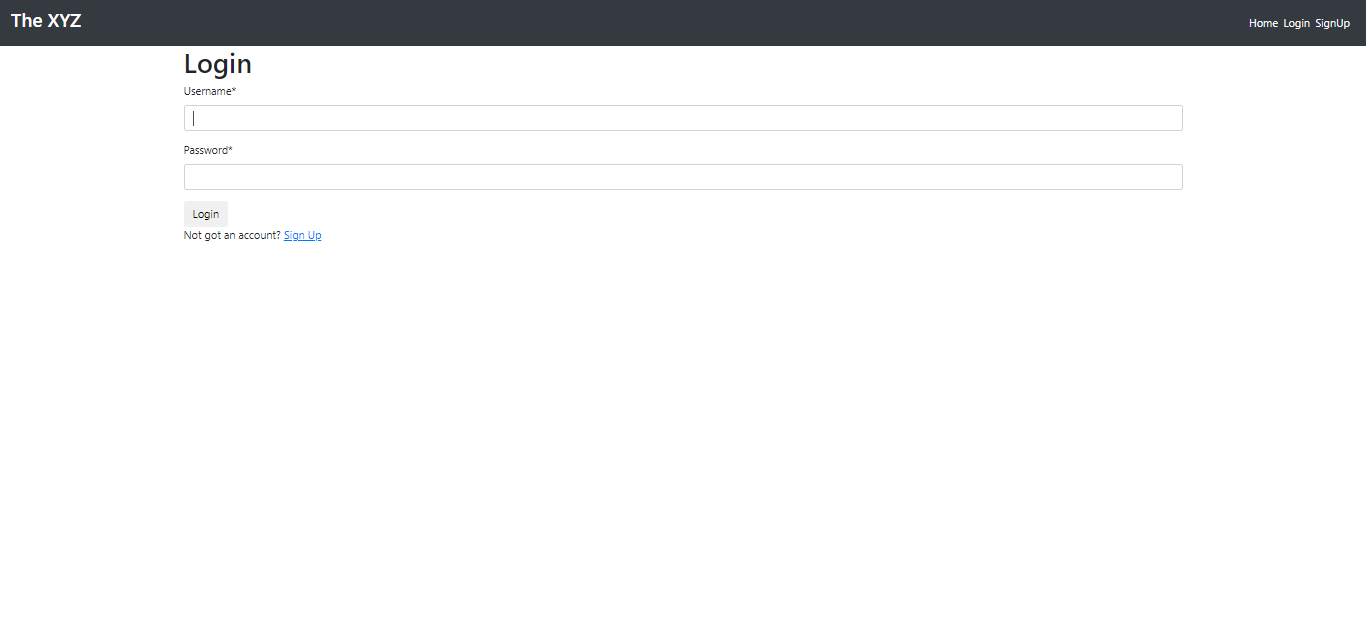 The XYZ
Home Login SignUp
Login
Username*
Password*
Login
Not got an account? Sign Up